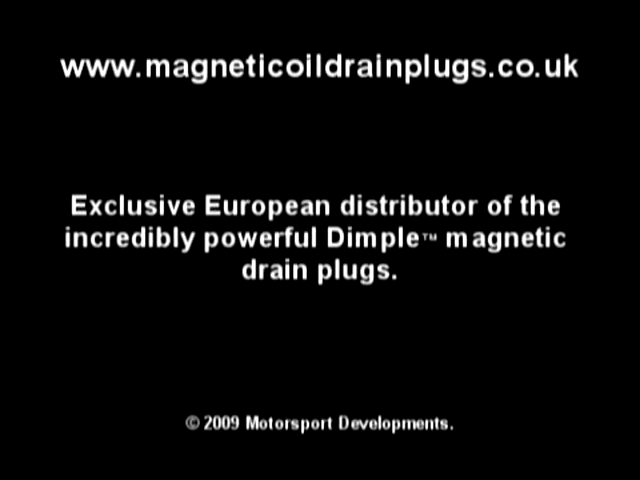 www.magneticoildrainplugs.co.uk
Exclusive European distributor of the
incredibly powerful Dimple™ magnetic
drain plugs.
© 2009 Motorsport Developments.